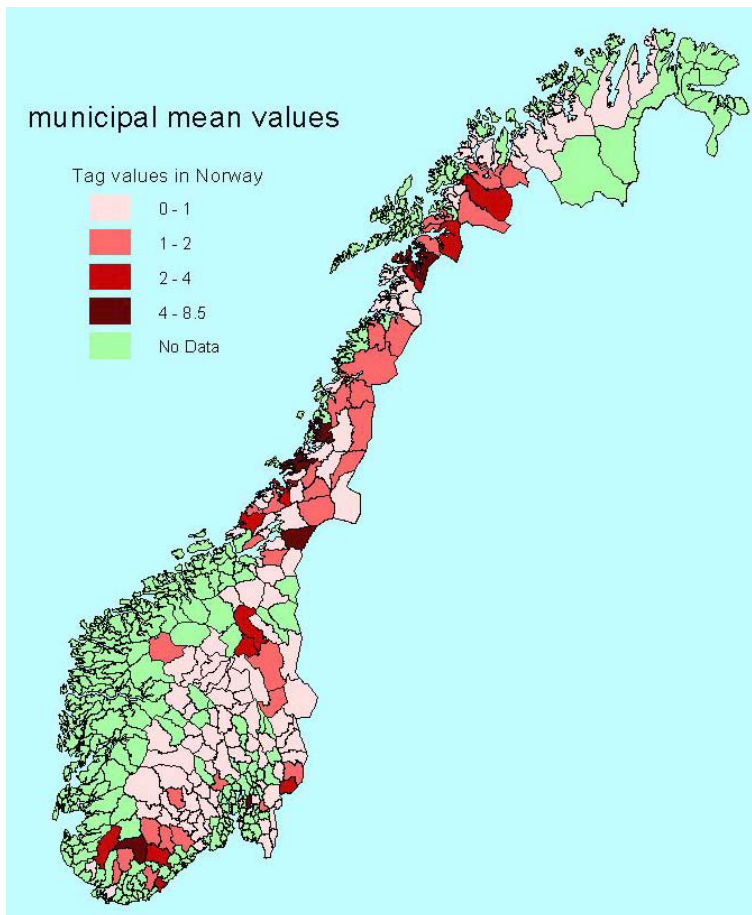 municipal mean values
Tag values in Norway
0 - 1
1 - 2
2 - 4
4 - 8.5
No Data